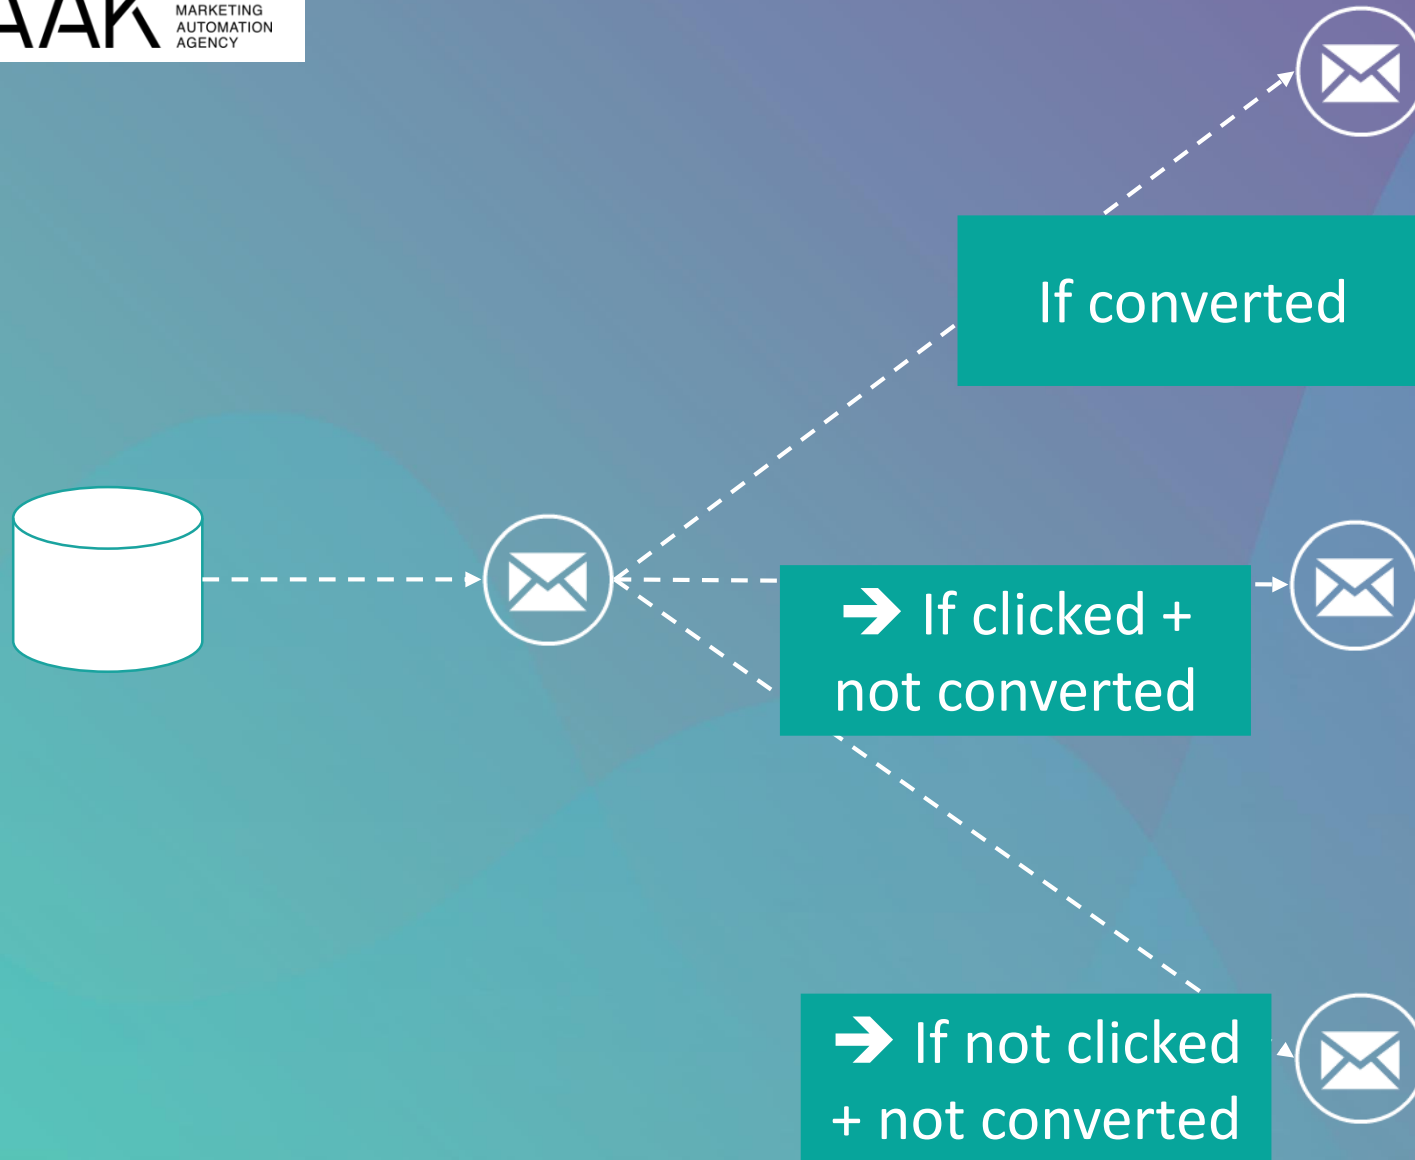 MARKETING
AUTOMATION
AGENCY
If converted
➔ If clicked +
not converted
➔ If not clicked
+ not converted